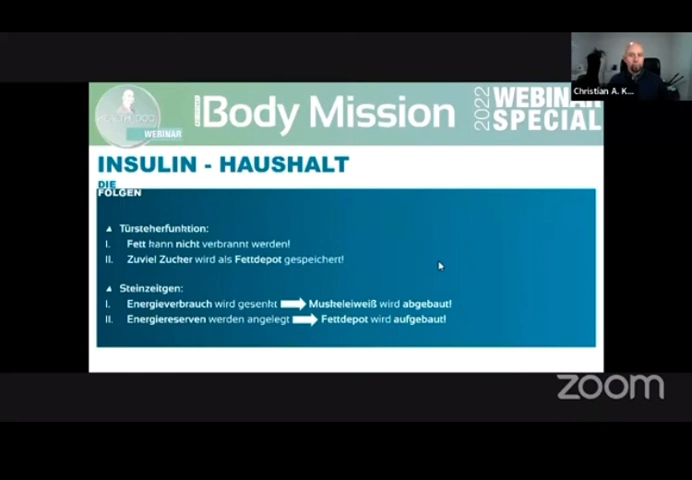 Christian A. K...
Body Mission
2022
WEBINAR
SPECIAL
WEBINAR
INSULIN - HAUSHALT
DIE
FOLGEN
▲ Türsteherfunktion:
I. Fett kann nicht verbrannt werden!
II. Zuviel Zucker wird als Fettdepot gespeichert!
▲ Steinzeitgen:
I. Energieverbrauch wird gesenkt ➡ Muskeleiweiß wird abgebaut!
II. Energiereserven werden angelegt ➡ Fettdepot wird aufgebaut!
zoom